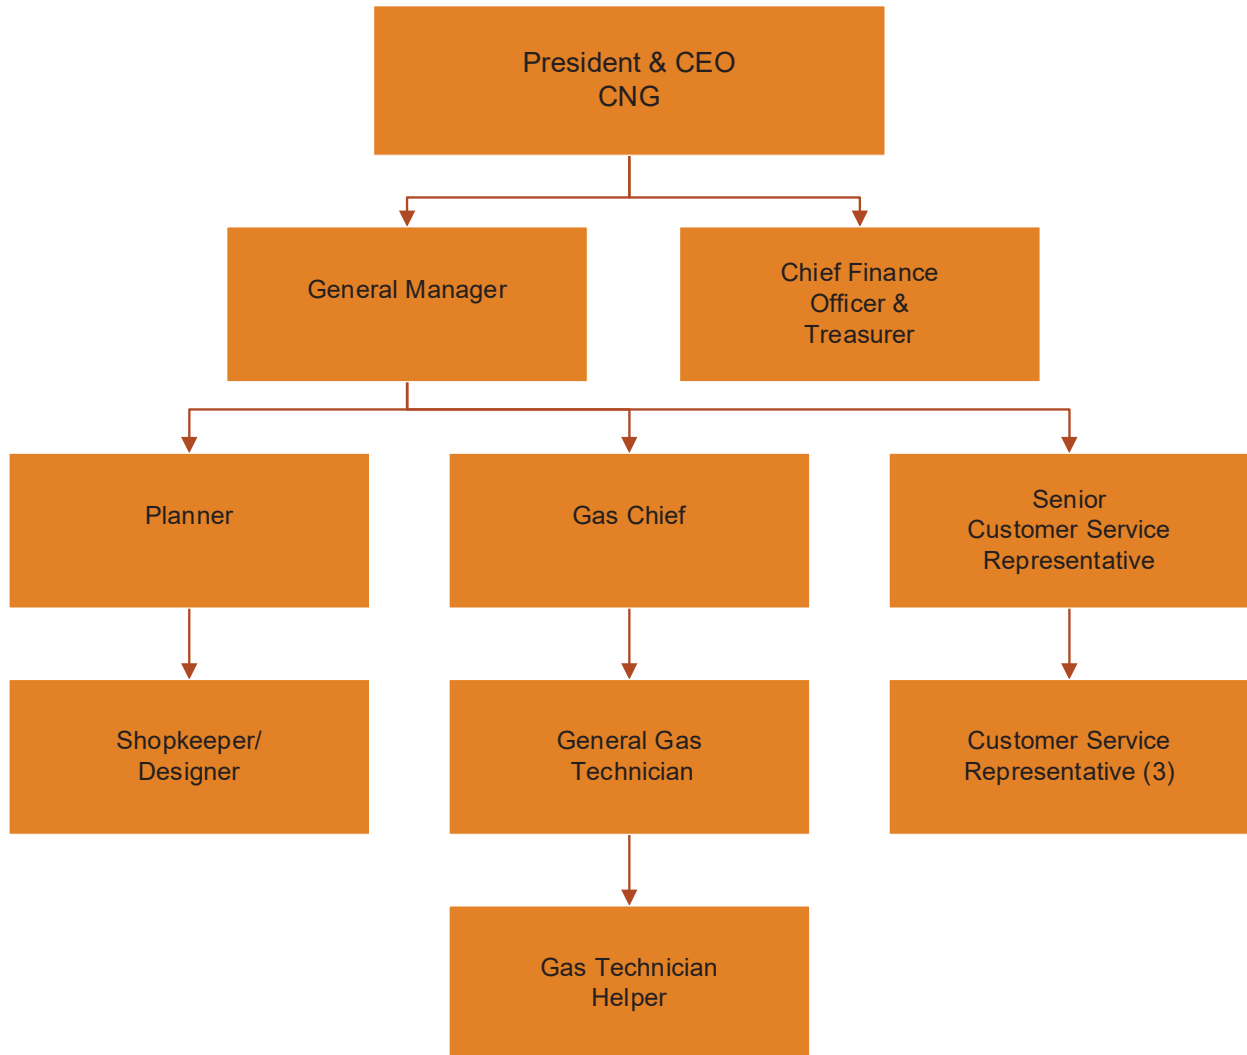 President & CEO
CNG
General Manager
Chief Finance
Officer &
Treasurer
Planner
Gas Chief
Senior
Customer Service
Representative
Shopkeeper/
Designer
General Gas
Technician
Customer Service
Representative (3)
Gas Technician
Helper